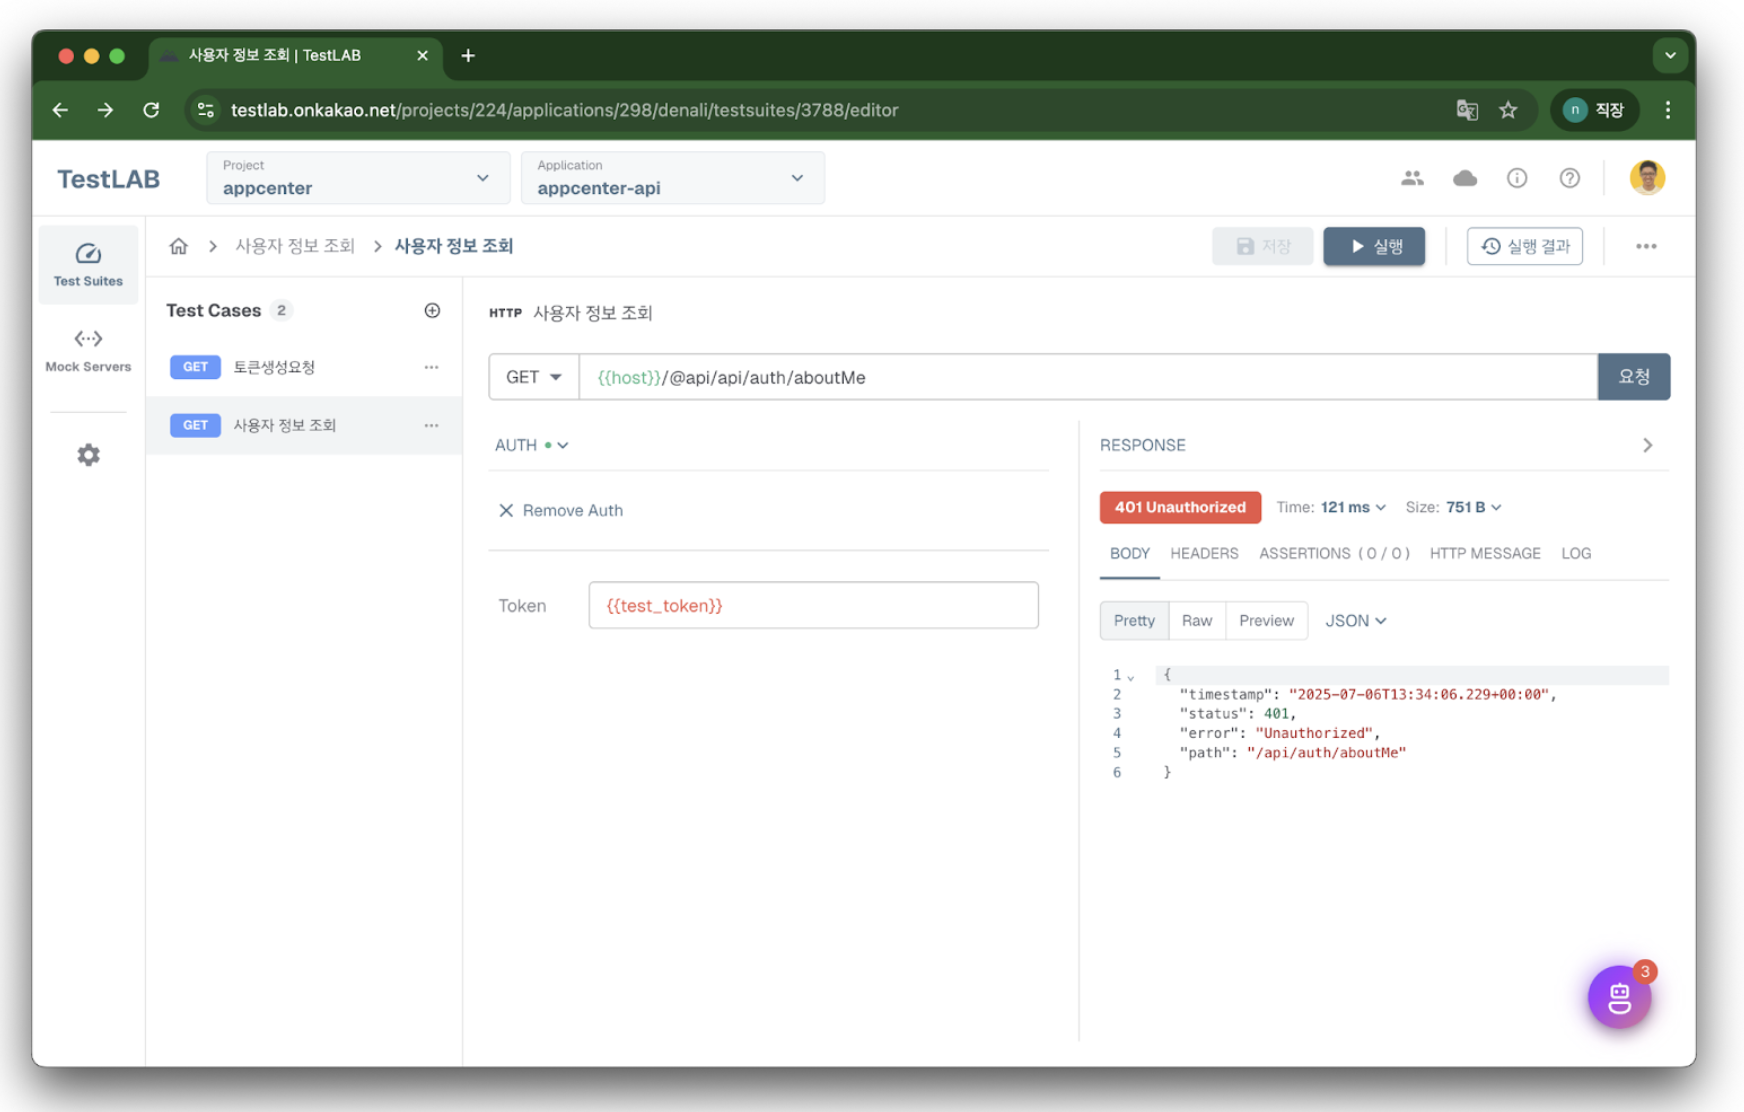 사용자 정보 조회 | TestLAB
testlab.onkakao.net/projects/224/applications/298/denali/testsuites/3788/editor
n 직장
TestLAB
Project
appcenter
Application
appcenter-api
Test Suites
Mock Servers
사용자 정보 조회 > 사용자 정보 조회
저장
실행
실행 결과
Test Cases 2
GET 토큰생성요청
GET 사용자 정보 조회
HTTP 사용자 정보 조회
GET {{host}}/@api/api/auth/aboutMe 요청
AUTH
Remove Auth
Token {{test_token}}
RESPONSE
401 Unauthorized Time: 121 ms Size: 751 B
BODY HEADERS ASSERTIONS ( 0 / 0 ) HTTP MESSAGE LOG
Pretty Raw Preview JSON
1 {
2 "timestamp": "2025-07-06T13:34:06.229+00:00",
3 "status": 401,
4 "error": "Unauthorized",
5 "path": "/api/auth/aboutMe"
6 }
3